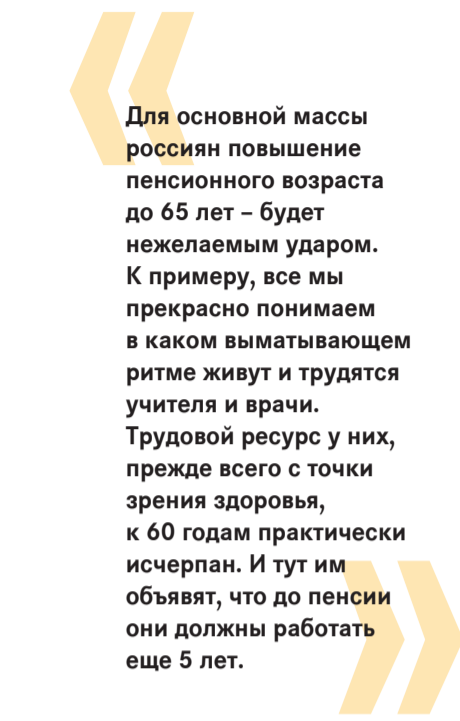 Для основной массы
россиян повышение
пенсионного возраста
до 65 лет – будет
нежелаемым ударом.
К примеру, все мы
прекрасно понимаем
в каком выматывающем
ритме живут и трудятся
учителя и врачи.
Трудовой ресурс у них,
прежде всего с точки
зрения здоровья,
к 60 годам практически
исчерпан. И тут им
объявят, что до пенсии
они должны работать
еще 5 лет.